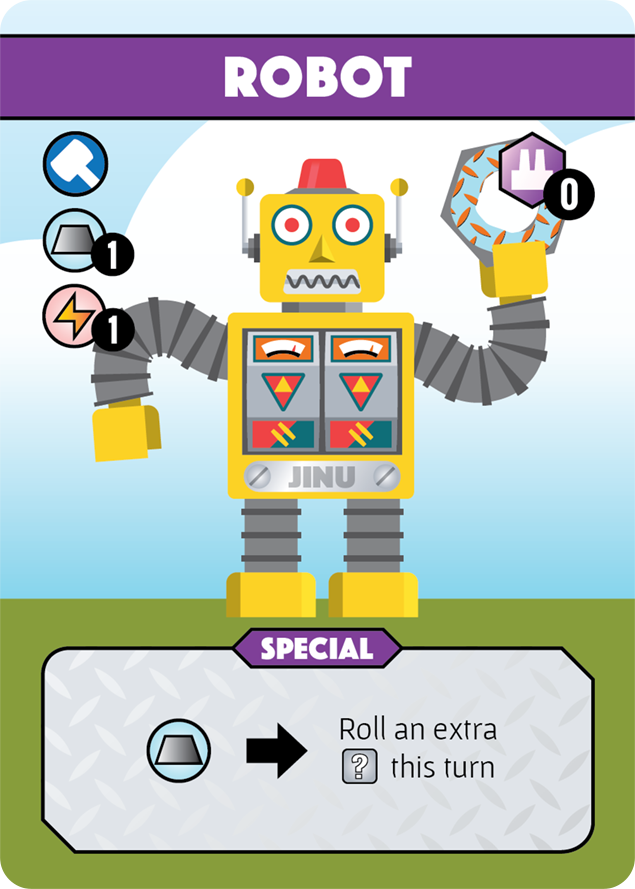 ROBOT
0
1
1
JINU
SPECIAL
Roll an extra
? this turn